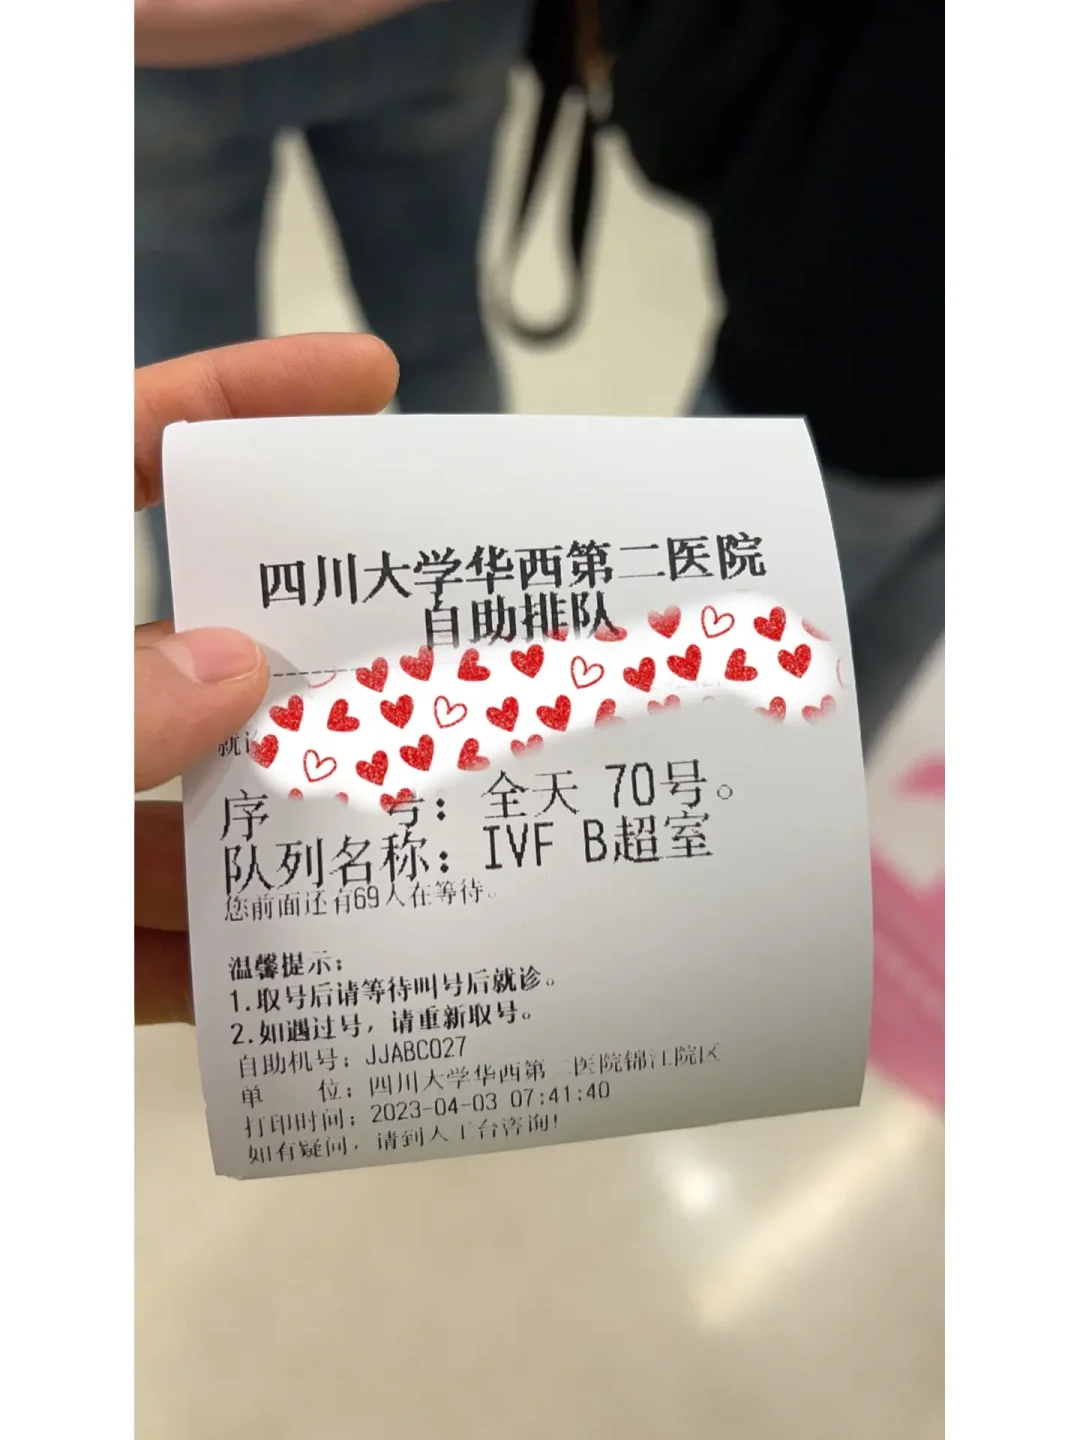 四川大学华西第二医院
自助排队
就诊
序 号：全天 70号。
队列名称：IVF B超室
您前面还有69人在等待。
温馨提示：
1.取号后请等待叫号后就诊。
2.如遇过号，请重新取号。
自助机号：JJABC027
单 位：四川大学华西第二医院锦江院区
打印时间：2023-04-03 07:41:40
如有疑问，请到人工台咨询！